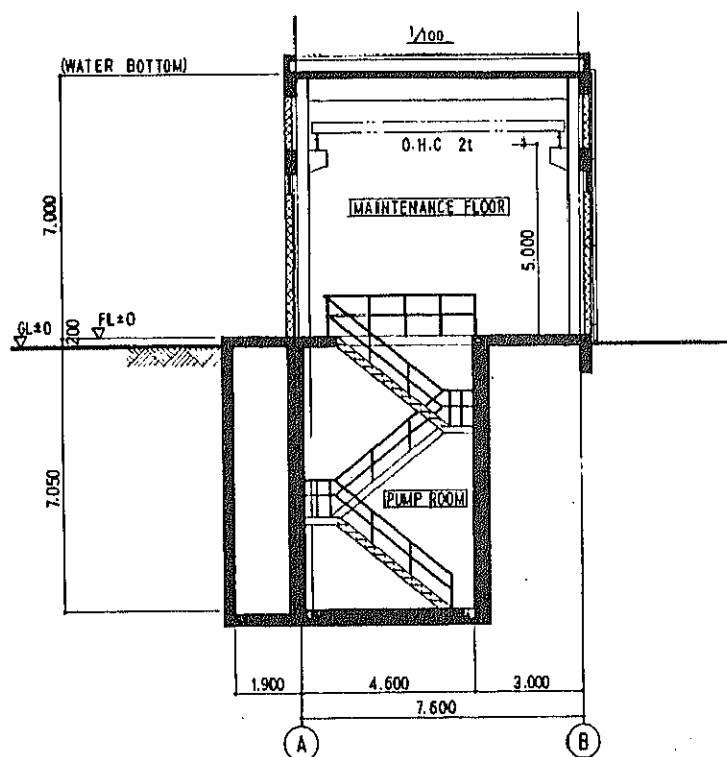 1/100
(WATER BOTTOM)
O.H.C 2t
MAINTENANCE FLOOR
7.000
5.000
GL±0
FL±0
200
7.050
PUMP ROOM
1.900
4.600
3.000
7.600
A
B